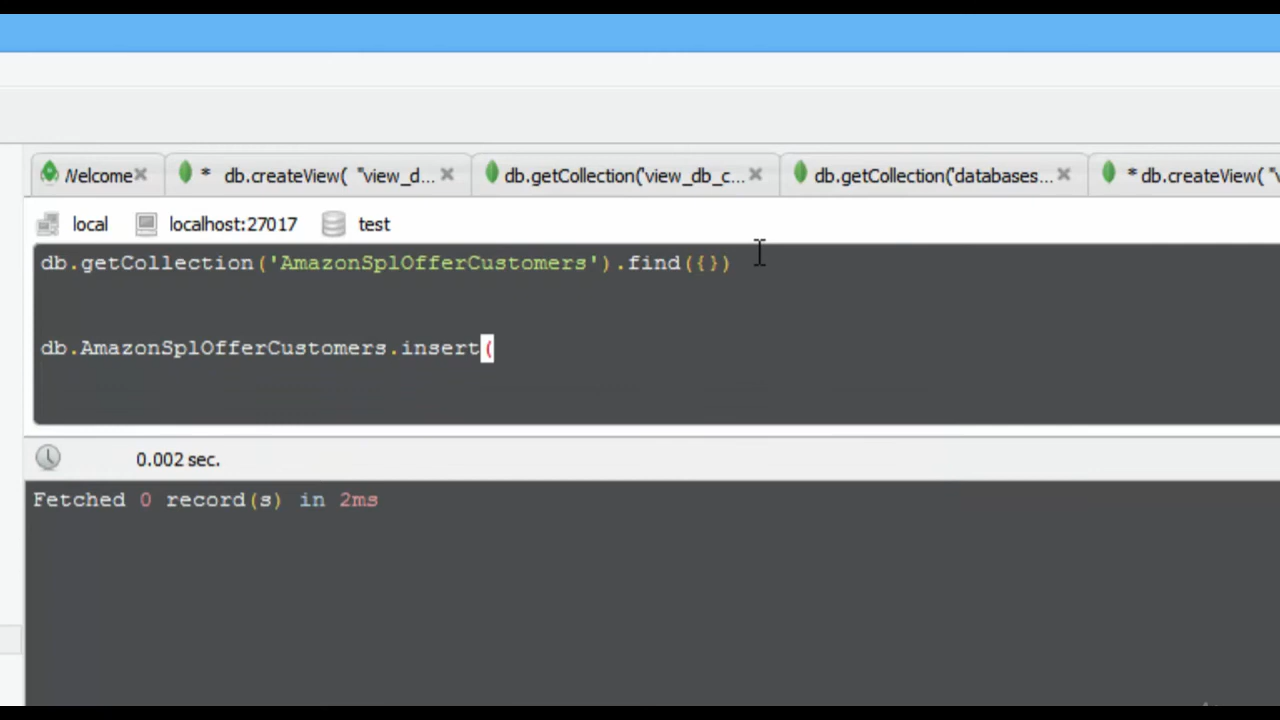 Welcome
* db.createView( "view_d...
db.getCollection('view_db_c...
db.getCollection('databases...
* db.createView( "v
local localhost:27017 test
db.getCollection('AmazonSplOfferCustomers').find({})
db.AmazonSplOfferCustomers.insert(
0.002 sec.
Fetched 0 record(s) in 2ms